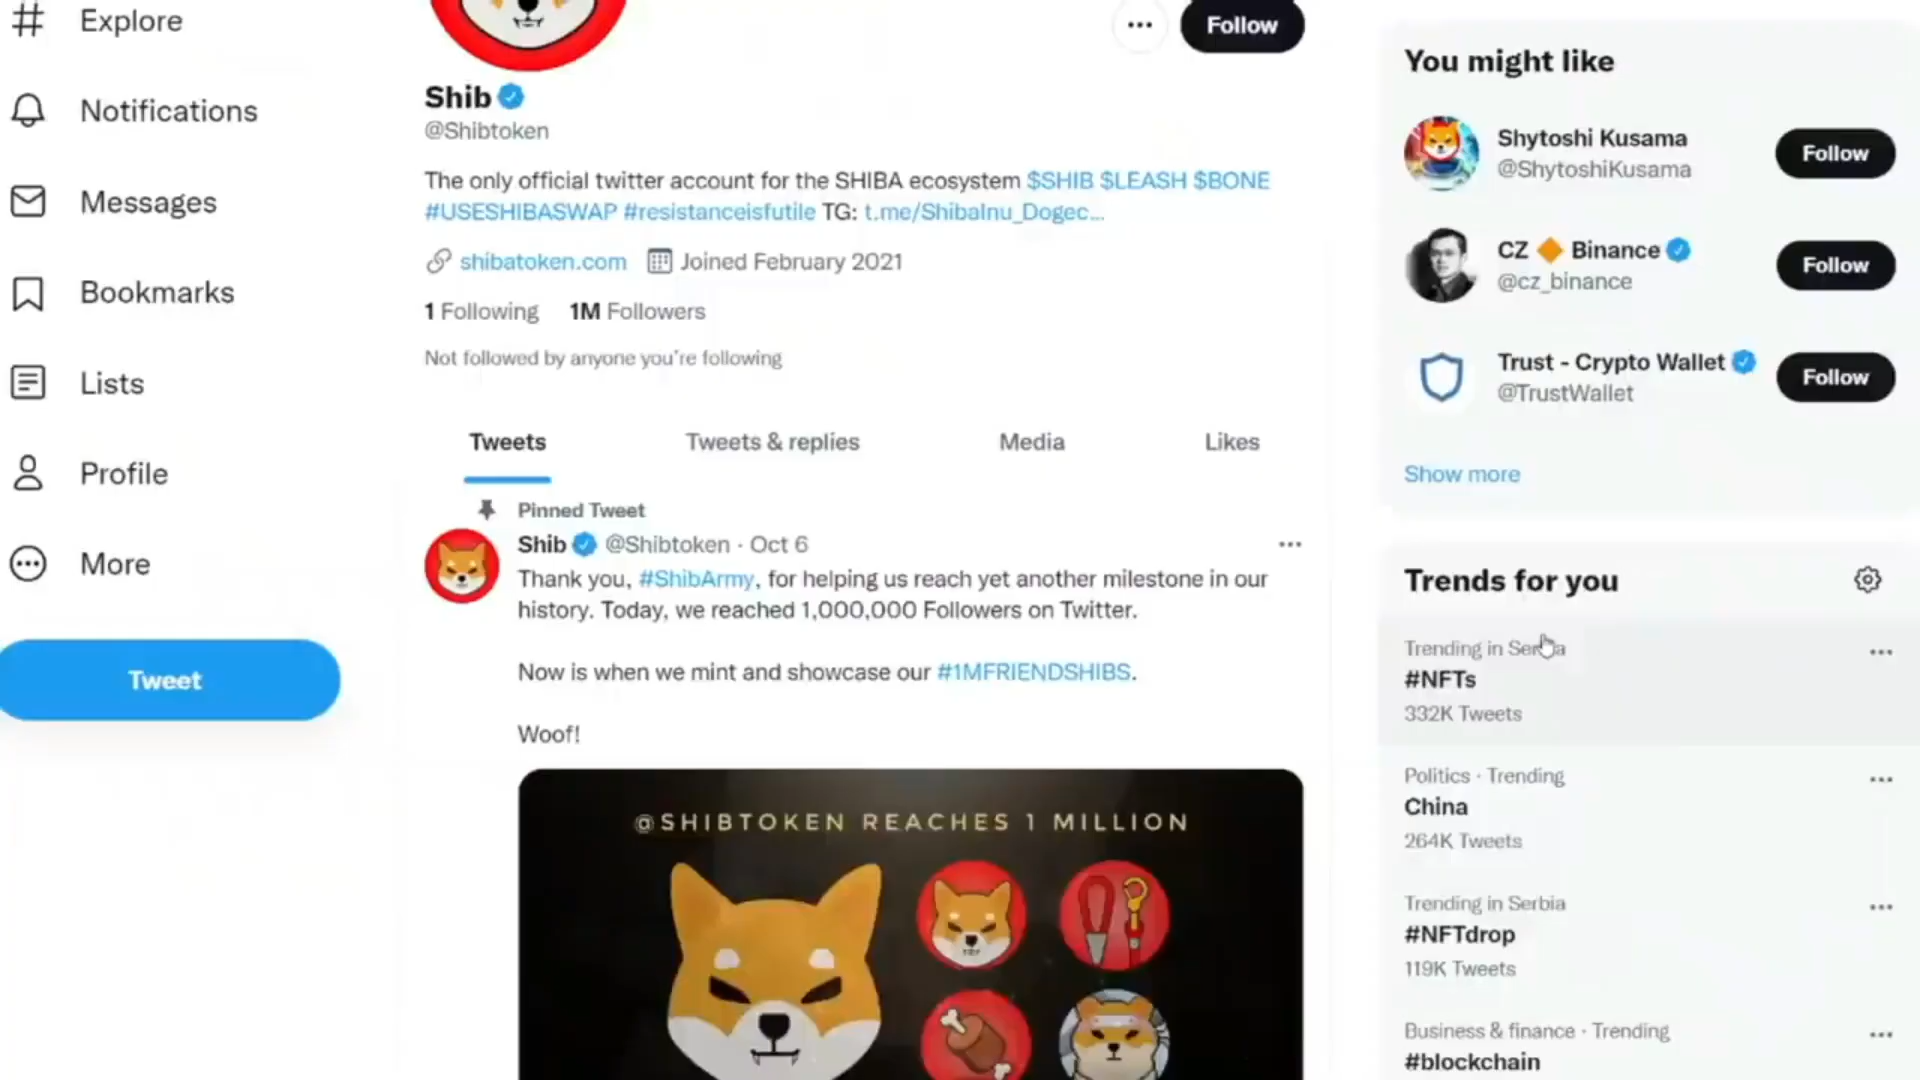 Explore
Notifications
Messages
Bookmarks
Lists
Profile
More
Tweet
Follow
Shib
@Shibtoken
The only official twitter account for the SHIBA ecosystem $SHIB $LEASH $BONE
#USESHIBASWAP #resistanceisfutile TG: t.me/ShibaInu_Dogec...
shibatoken.com Joined February 2021
1 Following 1M Followers
Not followed by anyone you're following
Tweets Tweets & replies Media Likes
Pinned Tweet
Shib @Shibtoken · Oct 6
Thank you, #ShibArmy, for helping us reach yet another milestone in our
history. Today, we reached 1,000,000 Followers on Twitter.
Now is when we mint and showcase our #1MFRIENDSHIBS.
Woof!
@SHIBTOKEN REACHES 1 MILLION
You might like
Shytoshi Kusama
@ShytoshiKusama
Follow
CZ 🔶 Binance
@cz_binance
Follow
Trust - Crypto Wallet
@TrustWallet
Follow
Show more
Trends for you
Trending in Serbia
#NFTs
332K Tweets
Politics · Trending
China
264K Tweets
Trending in Serbia
#NFTdrop
119K Tweets
Business & finance · Trending
#blockchain